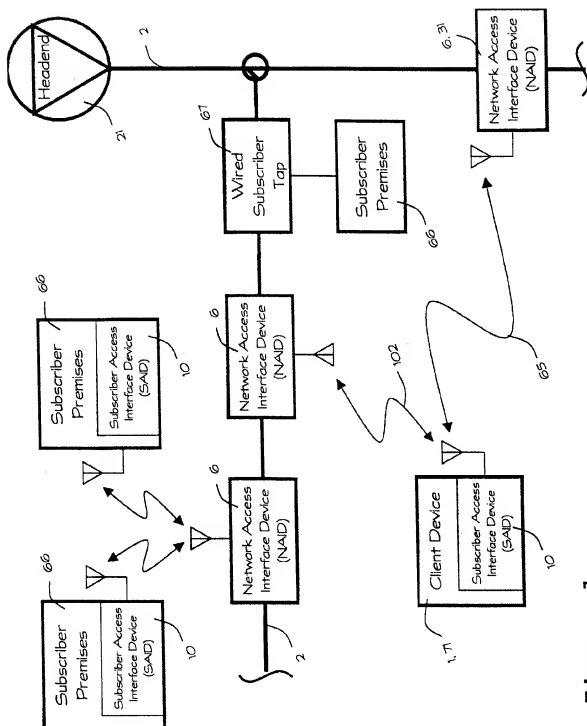 Headend
2
21
67
Wired
Subscriber
Tap
6, 31
Network Access
Interface Device
(NAID)
Subscriber
Premises
66
66
Subscriber
Premises
Subscriber Access
Interface Device
(SAID)
10
6
Network Access
Interface Device
(NAID)
102
65
66
Subscriber
Premises
Subscriber Access
Interface Device
(SAID)
10
6
Network Access
Interface Device
(NAID)
2
Client Device
Subscriber Access
Interface Device
(SAID)
10
1, 71